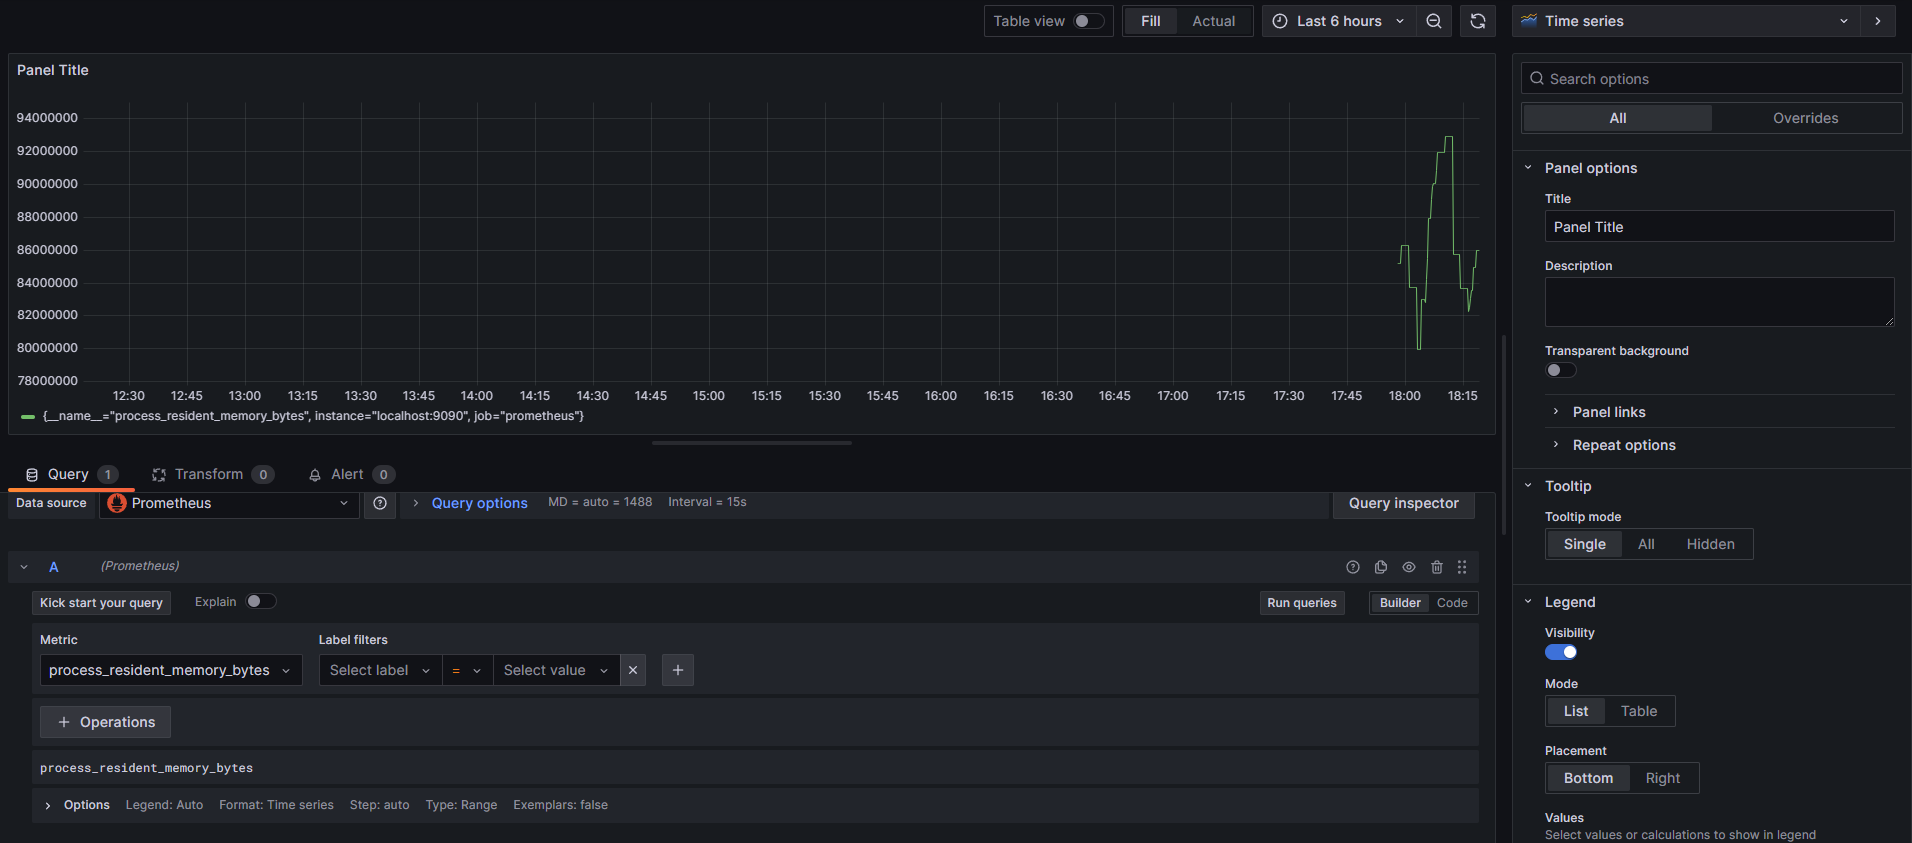 Table view
Fill
Actual
Last 6 hours
Time series
Panel Title
94000000
92000000
90000000
88000000
86000000
84000000
82000000
80000000
78000000
12:30 12:45 13:00 13:15 13:30 13:45 14:00 14:15 14:30 14:45 15:00 15:15 15:30 15:45 16:00 16:15 16:30 16:45 17:00 17:15 17:30 17:45 18:00 18:15
{__name__="process_resident_memory_bytes", instance="localhost:9090", job="prometheus"}
Query 1
Transform 0
Alert 0
Data source
Prometheus
Query options
MD = auto = 1488
Interval = 15s
Query inspector
A
(Prometheus)
Kick start your query
Explain
Run queries
Builder
Code
Metric
Label filters
process_resident_memory_bytes
Select label
=
Select value
+ Operations
process_resident_memory_bytes
Options
Legend: Auto
Format: Time series
Step: auto
Type: Range
Exemplars: false
Search options
All
Overrides
Panel options
Title
Panel Title
Description
Transparent background
Panel links
Repeat options
Tooltip
Tooltip mode
Single
All
Hidden
Legend
Visibility
Mode
List
Table
Placement
Bottom
Right
Values
Select values or calculations to show in legend